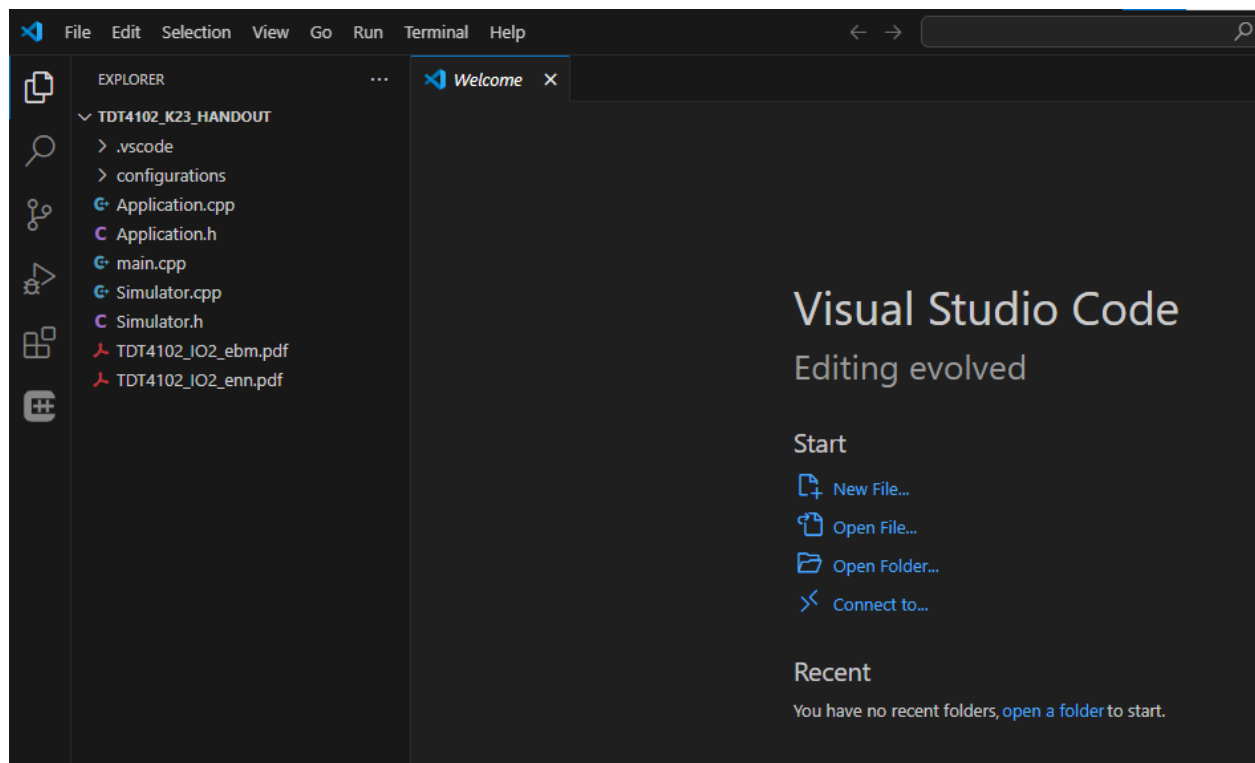 File Edit Selection View Go Run Terminal Help
EXPLORER
TDT4102_K23_HANDOUT
.vscode
configurations
Application.cpp
Application.h
main.cpp
Simulator.cpp
Simulator.h
TDT4102_IO2_ebm.pdf
TDT4102_IO2_enn.pdf
Welcome
Visual Studio Code
Editing evolved
Start
New File...
Open File...
Open Folder...
Connect to...
Recent
You have no recent folders, open a folder to start.